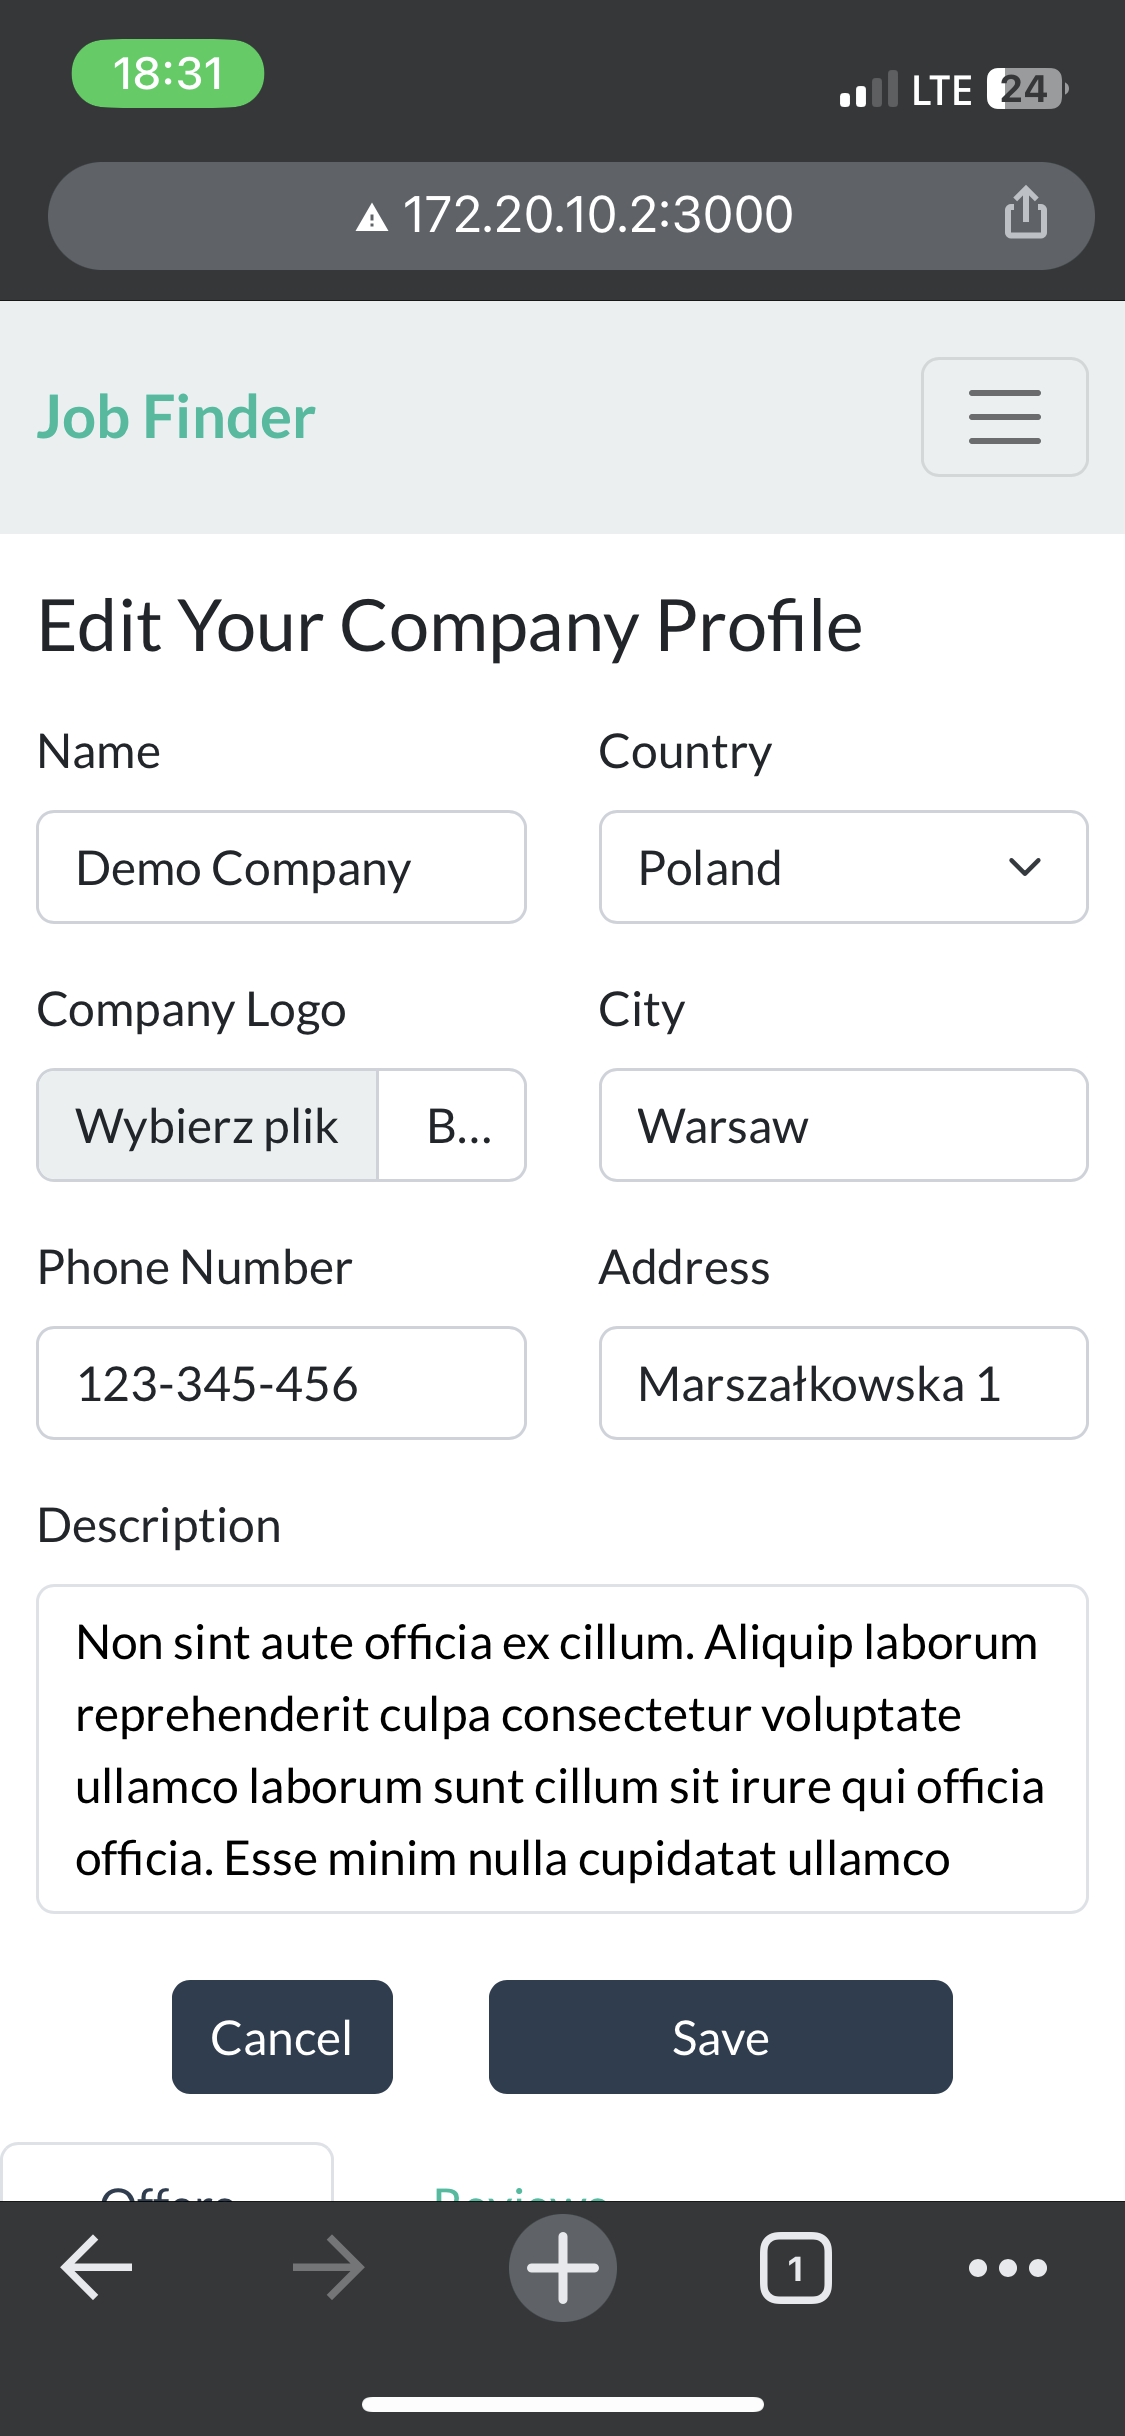 18:31
LTE 24
172.20.10.2:3000
Job Finder
Edit Your Company Profile
Name
Country
Demo Company
Poland
Company Logo
City
Wybierz plik B...
Warsaw
Phone Number
Address
123-345-456
Marszałkowska 1
Description
Non sint aute officia ex cillum. Aliquip laborum
reprehenderit culpa consectetur voluptate
ullamco laborum sunt cillum sit irure qui officia
officia. Esse minim nulla cupidatat ullamco
Cancel
Save
Offers
Reviews
1